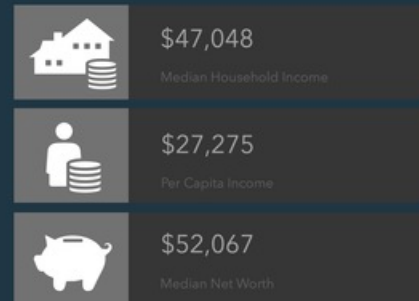 $47,048
Median Household Income
$27,275
Per Capita Income
$52,067
Median Net Worth